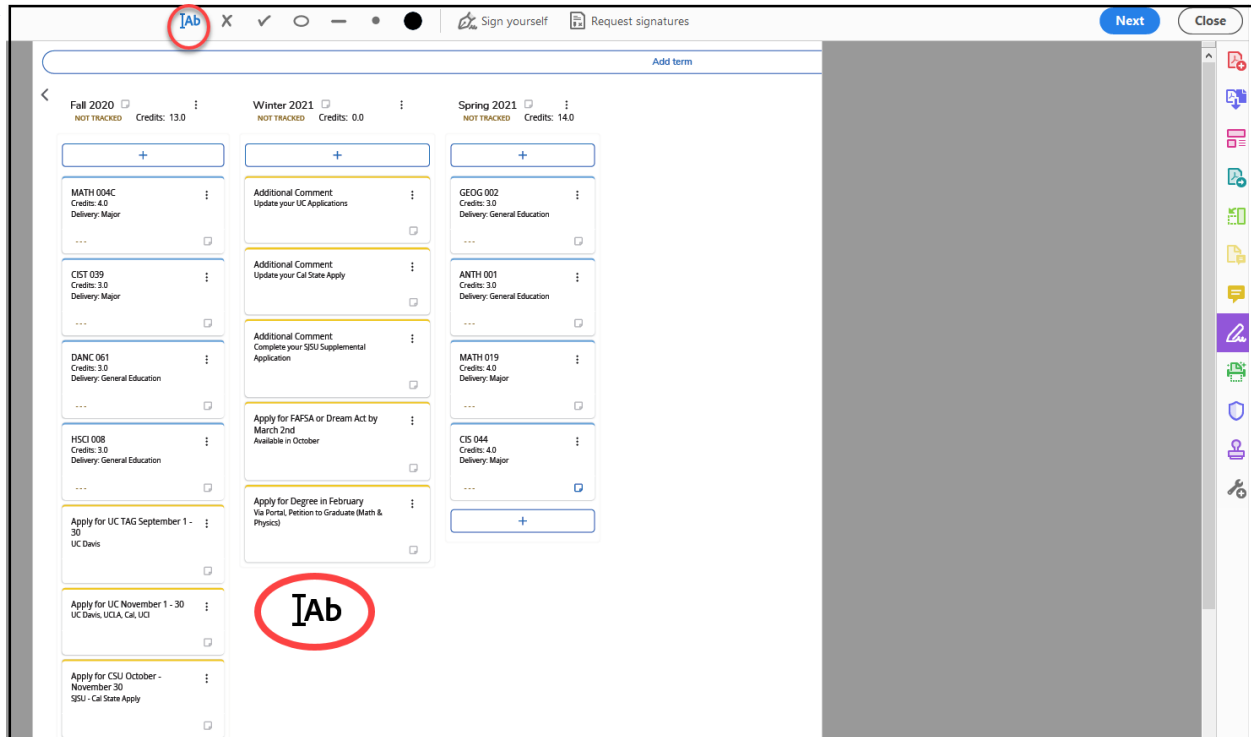 Ab Sign yourself Request signatures Next Close
Add term
Fall 2020
NOT TRACKED Credits: 13.0
+
MATH 004C
Credits: 4.0
Delivery: Major
---
CIST 039
Credits: 3.0
Delivery: Major
---
DANC 061
Credits: 3.0
Delivery: General Education
---
HSCI 008
Credits: 3.0
Delivery: General Education
---
Apply for UC TAG September 1 -
30
UC Davis
Apply for UC November 1 - 30
UC Davis, UCLA, Cal, UCI
Apply for CSU October -
November 30
SJSU - Cal State Apply
Winter 2021
NOT TRACKED Credits: 0.0
+
Additional Comment
Update your UC Applications
Additional Comment
Update your Cal State Apply
Additional Comment
Complete your SJSU Supplemental
Application
Apply for FAFSA or Dream Act by
March 2nd
Available in October
Apply for Degree in February
Via Portal, Petition to Graduate (Math &
Physics)
Ab
Spring 2021
NOT TRACKED Credits: 14.0
+
GEOG 002
Credits: 3.0
Delivery: General Education
---
ANTH 001
Credits: 3.0
Delivery: General Education
---
MATH 019
Credits: 4.0
Delivery: Major
---
CIS 044
Credits: 4.0
Delivery: Major
---
+